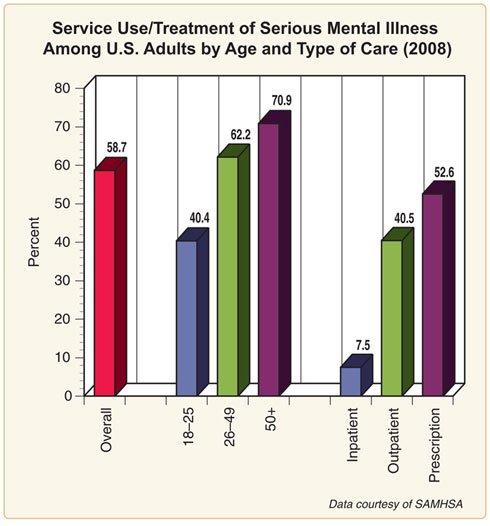 Service Use/Treatment of Serious Mental Illness
Among U.S. Adults by Age and Type of Care (2008)
80
70
60
50
40
30
20
10
0
Percent
58.7
40.4
62.2
70.9
7.5
40.5
52.6
Overall
18–25
26–49
50+
Inpatient
Outpatient
Prescription
Data courtesy of SAMHSA